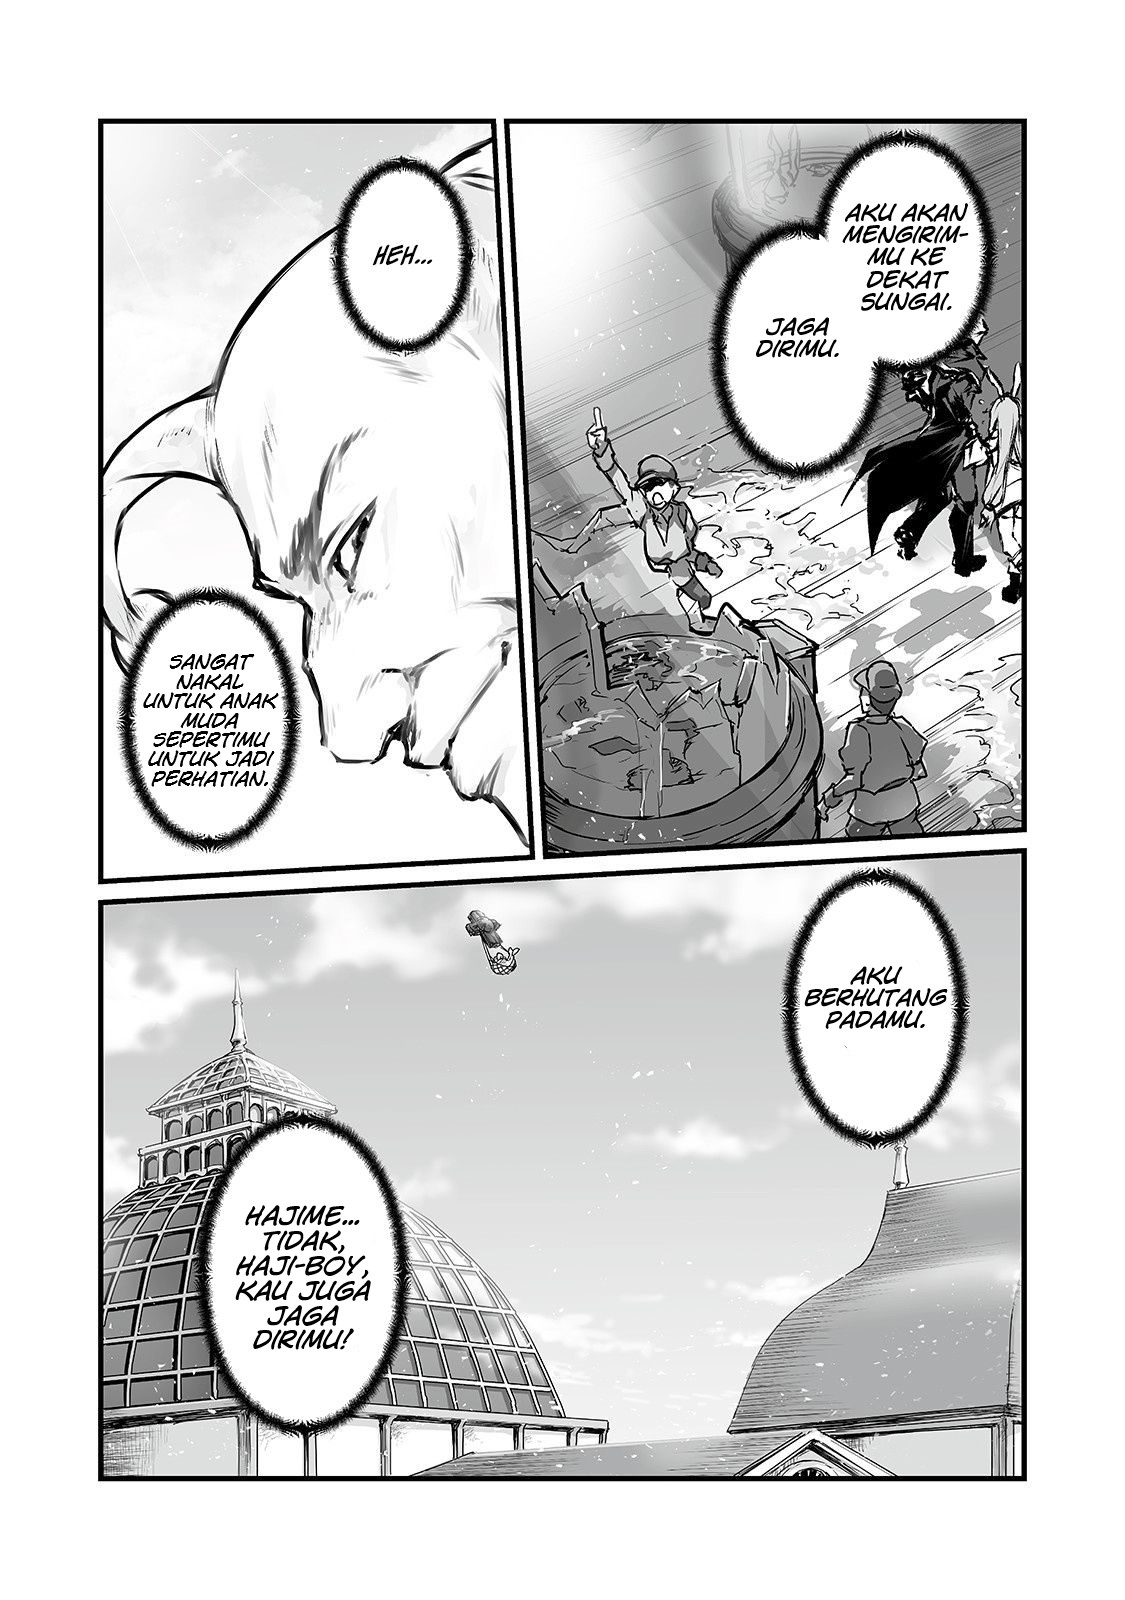 AKU AKAN
MENGIRIM-
MU KE
DEKAT
SUNGAI.
JAGA
DIRIMU.
HEH...
SANGAT
NAKAL
UNTUK ANAK
MUDA
SEPERTIMU
UNTUK JADI
PERHATIAN.
AKU
BERHUTANG
PADAMU.
HAJIME...
TIDAK,
HAJI-BOY,
KAU JUGA
JAGA
DIRIMU!